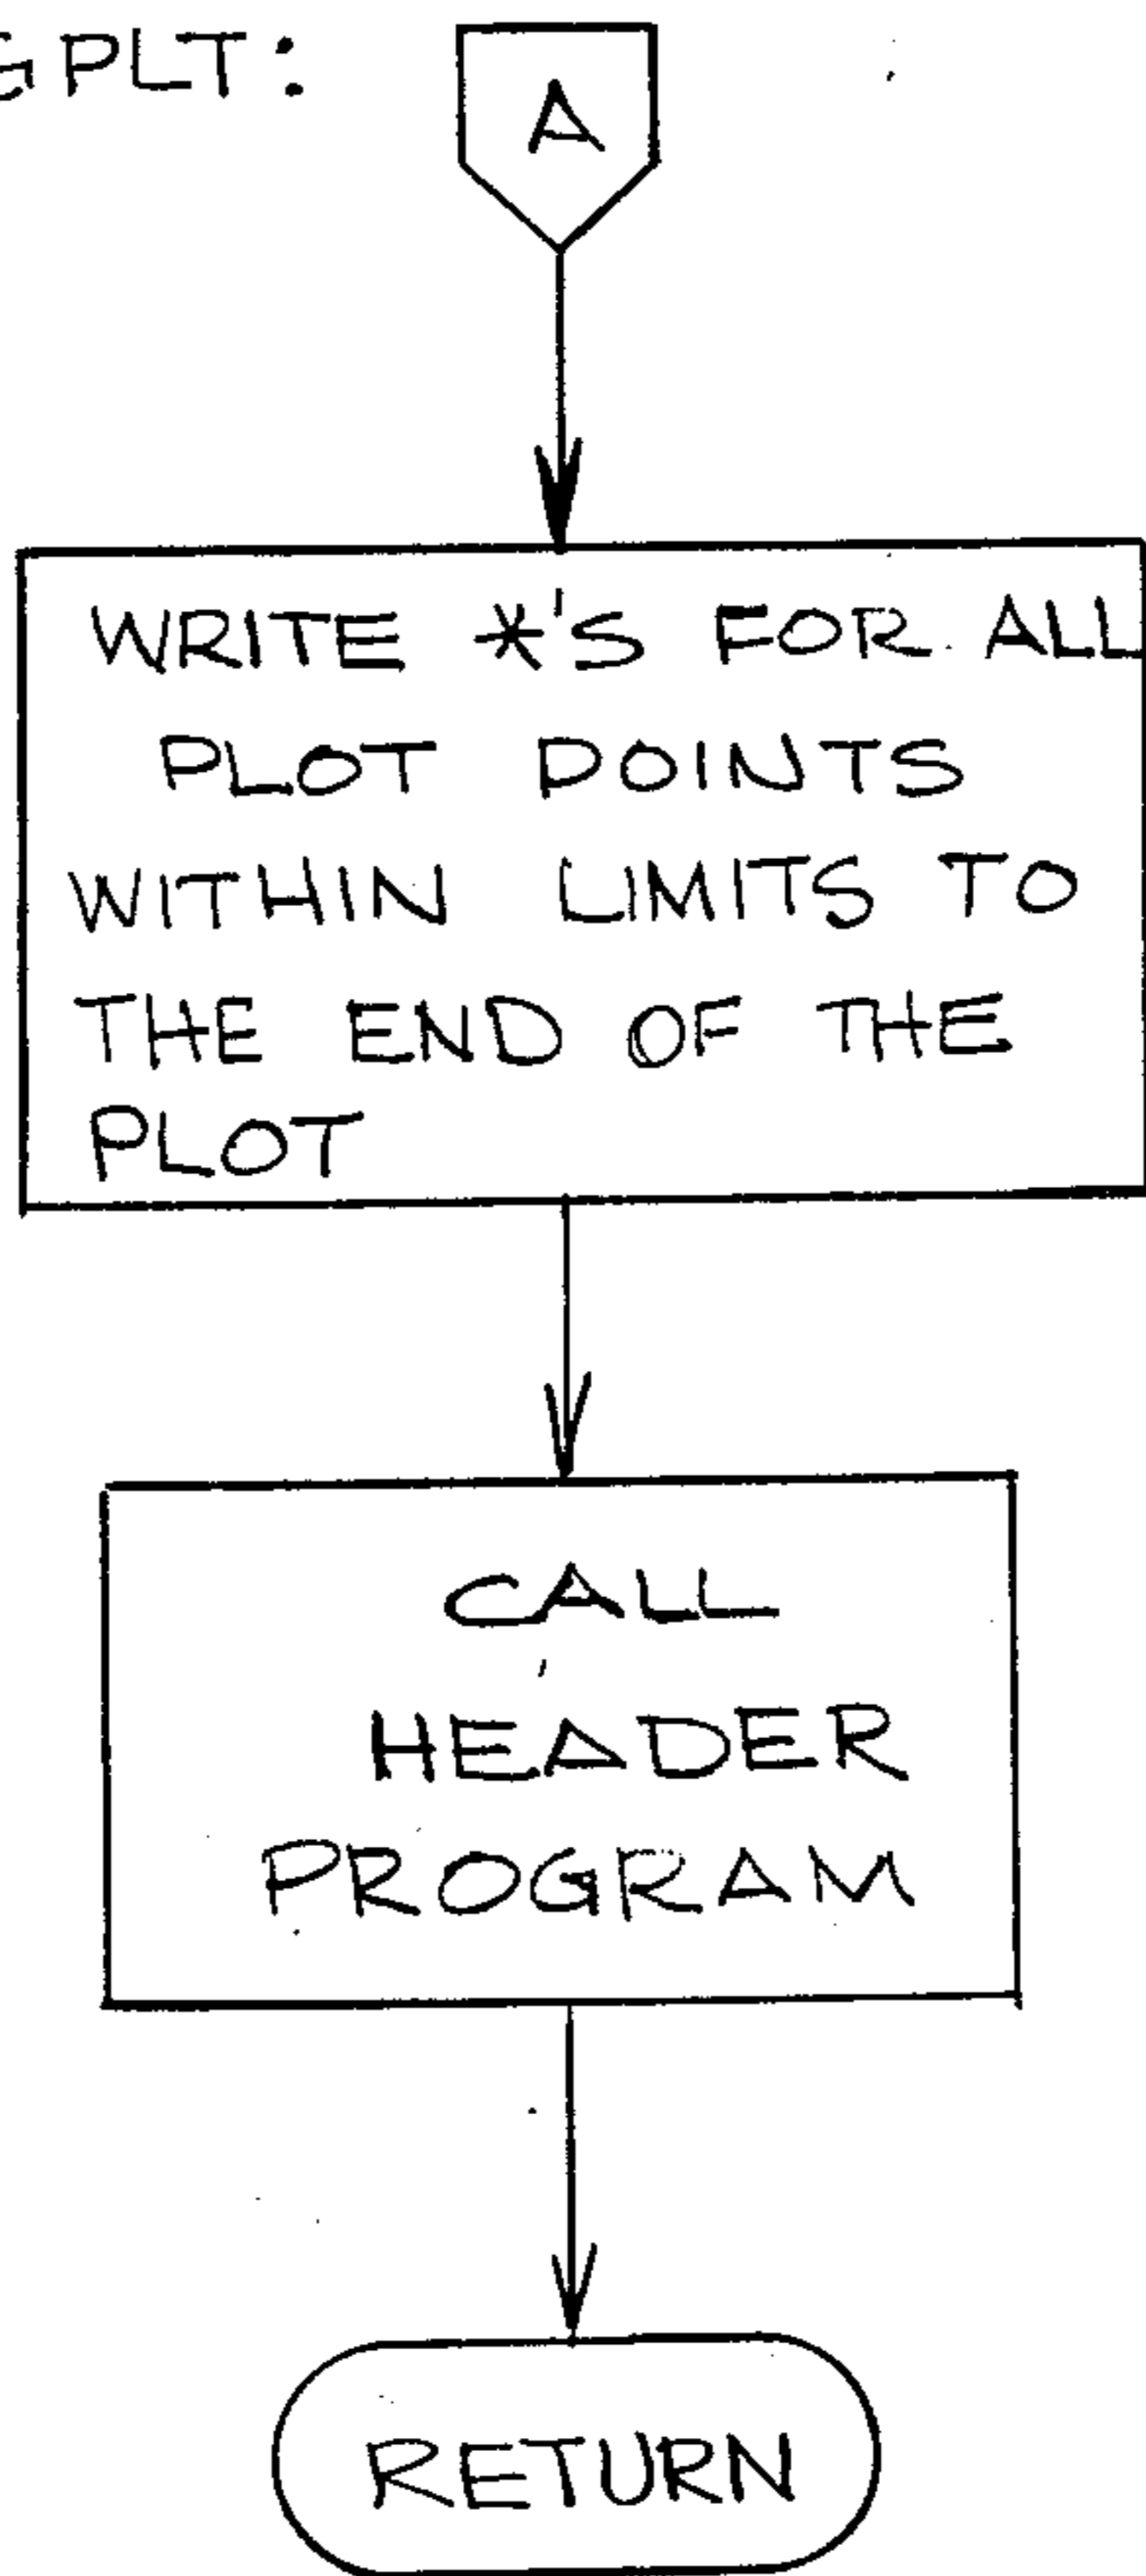 GPLT:
A
WRITE *'S FOR ALL
PLOT POINTS
WITHIN LIMITS TO
THE END OF THE
PLOT
CALL
HEADER
PROGRAM
RETURN